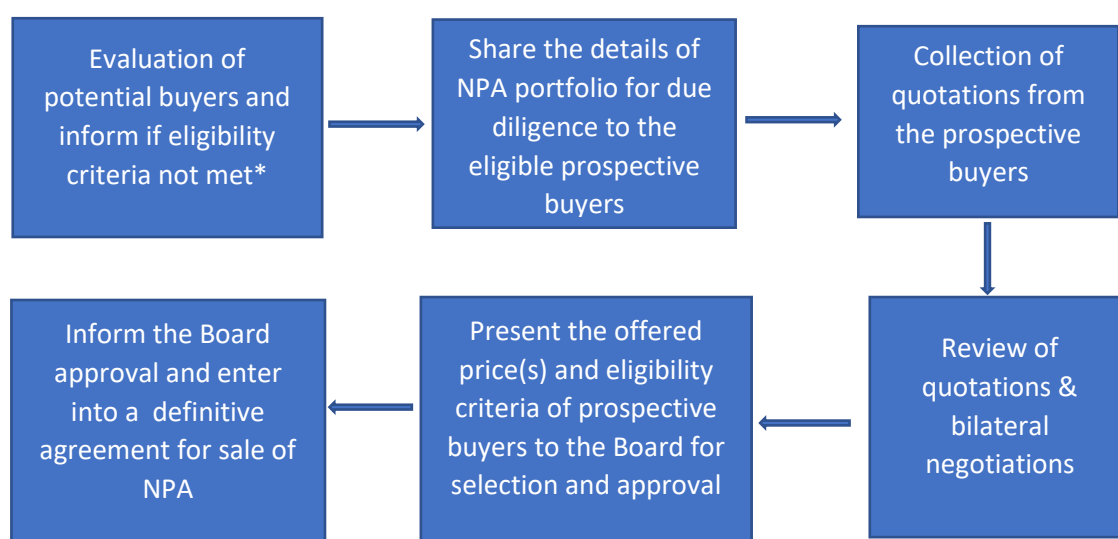 Evaluation of
potential buyers and
inform if eligibility
criteria not met*
Share the details of
NPA portfolio for due
diligence to the
eligible prospective
buyers
Collection of
quotations from
the prospective
buyers
Review of
quotations &
bilateral
negotiations
Present the offered
price(s) and eligibility
criteria of prospective
buyers to the Board for
selection and approval
Inform the Board
approval and enter
into a definitive
agreement for sale of
NPA